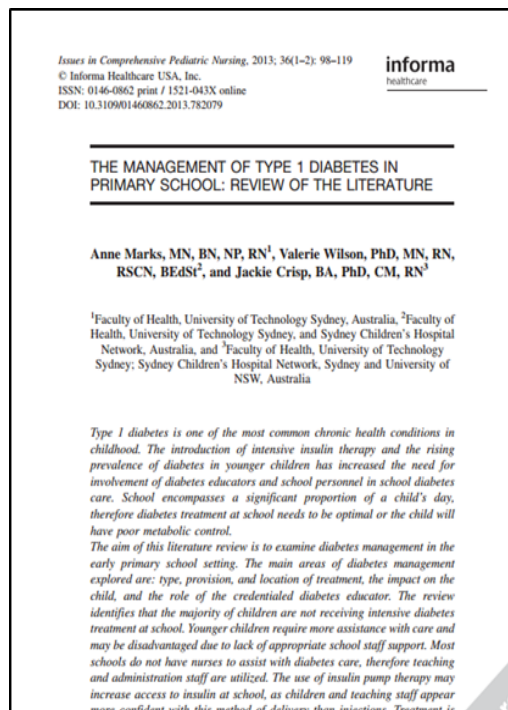 Issues in Comprehensive Pediatric Nursing, 2013; 36(1–2): 98–119
© Informa Healthcare USA, Inc.
ISSN: 0146-0862 print / 1521-043X online
DOI: 10.3109/01460862.2013.782079
informa
healthcare
THE MANAGEMENT OF TYPE 1 DIABETES IN
PRIMARY SCHOOL: REVIEW OF THE LITERATURE
Anne Marks, MN, BN, NP, RN1, Valerie Wilson, PhD, MN, RN,
RSCN, BEdSt2, and Jackie Crisp, BA, PhD, CM, RN3
1Faculty of Health, University of Technology Sydney, Australia, 2Faculty of
Health, University of Technology Sydney, and Sydney Children's Hospital
Network, Australia, and 3Faculty of Health, University of Technology
Sydney; Sydney Children's Hospital Network, Sydney and University of
NSW, Australia
Type 1 diabetes is one of the most common chronic health conditions in
childhood. The introduction of intensive insulin therapy and the rising
prevalence of diabetes in younger children has increased the need for
involvement of diabetes educators and school personnel in school diabetes
care. School encompasses a significant proportion of a child's day,
therefore diabetes treatment at school needs to be optimal or the child will
have poor metabolic control.
The aim of this literature review is to examine diabetes management in the
early primary school setting. The main areas of diabetes management
explored are: type, provision, and location of treatment, the impact on the
child, and the role of the credentialed diabetes educator. The review
identifies that the majority of children are not receiving intensive diabetes
treatment at school. Younger children require more assistance with care and
may be disadvantaged due to lack of appropriate school staff support. Most
schools do not have nurses to assist with diabetes care, therefore teaching
and administration staff are utilized. The use of insulin pump therapy may
increase access to insulin at school, as children and teaching staff appear
more confident with this method of delivery than injections. Treatment is